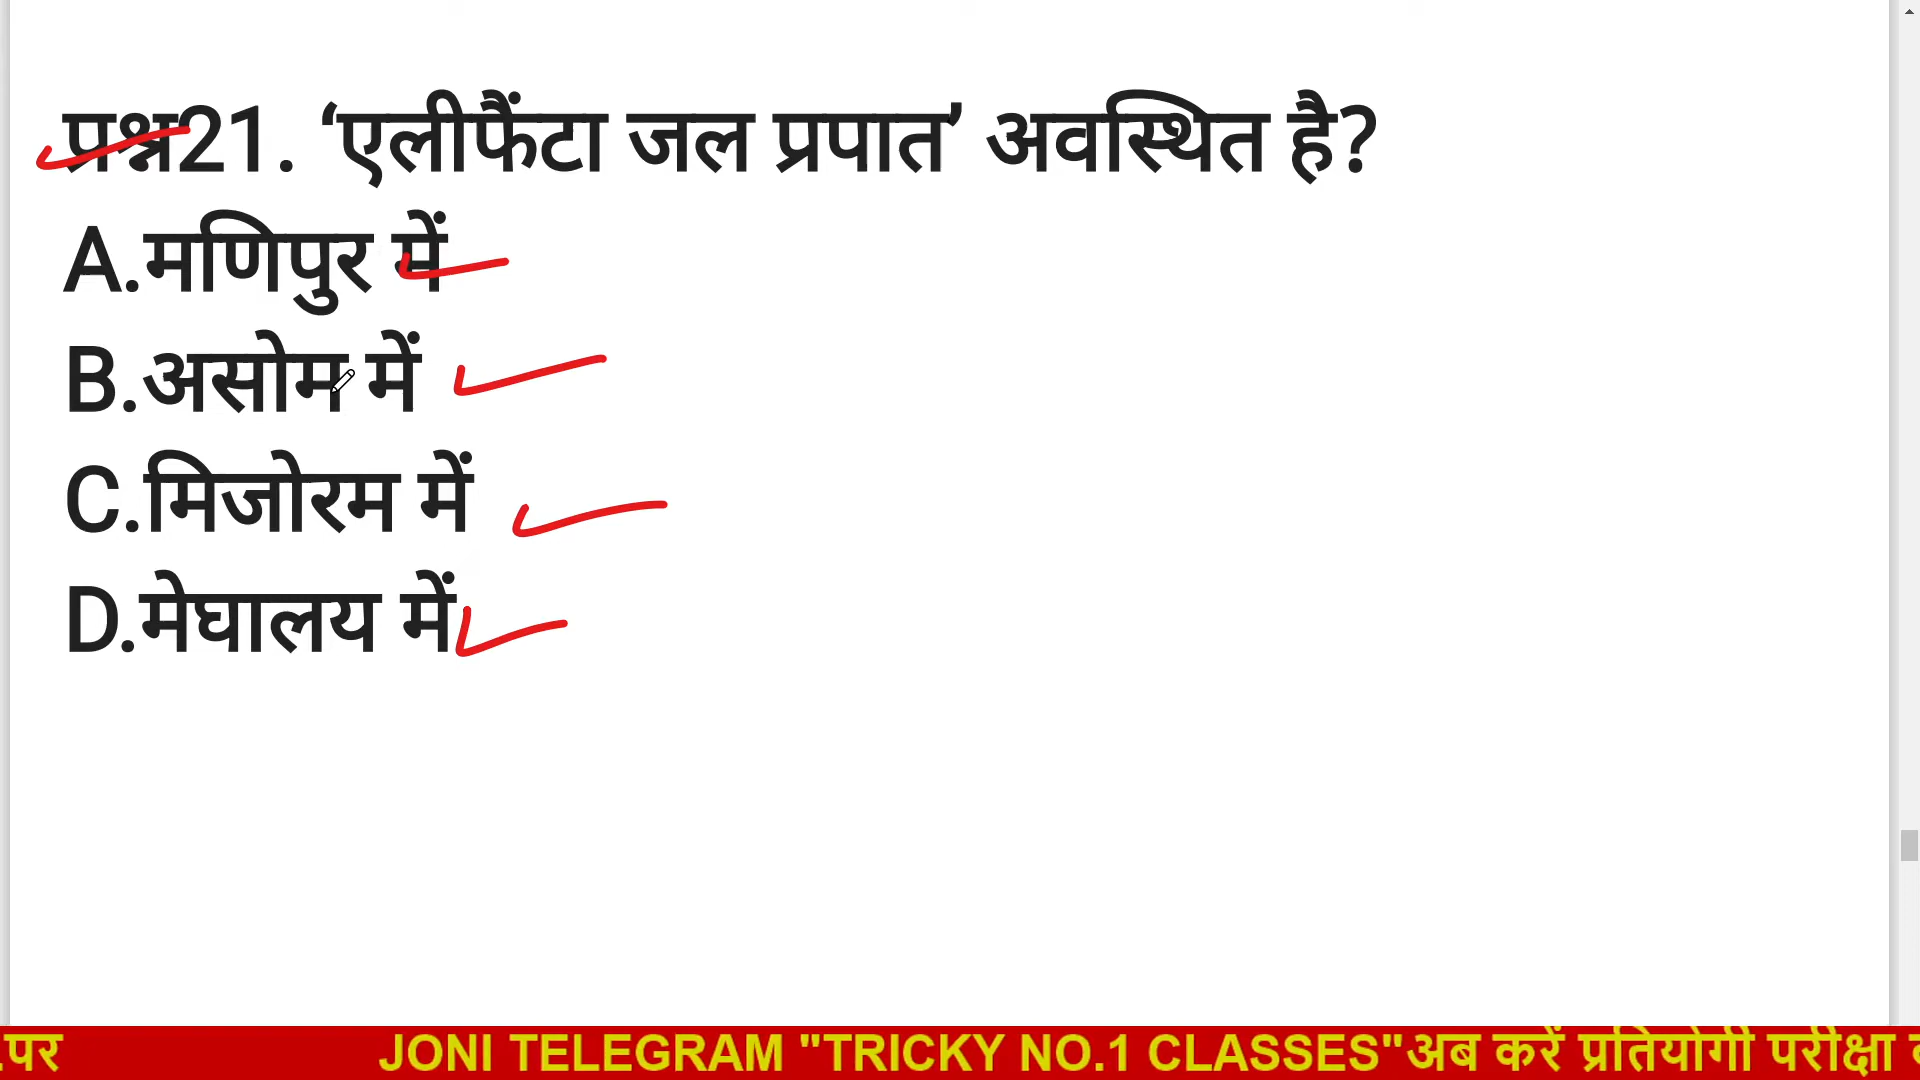 प्रश्न21. ‘एलीफैंटा जल प्रपात’ अवस्थित है?
A.मणिपुर में
B.असोम में
C.मिजोरम में
D.मेघालय में
पर JONI TELEGRAM "TRICKY NO.1 CLASSES"अब करें प्रतियोगी परीक्षा